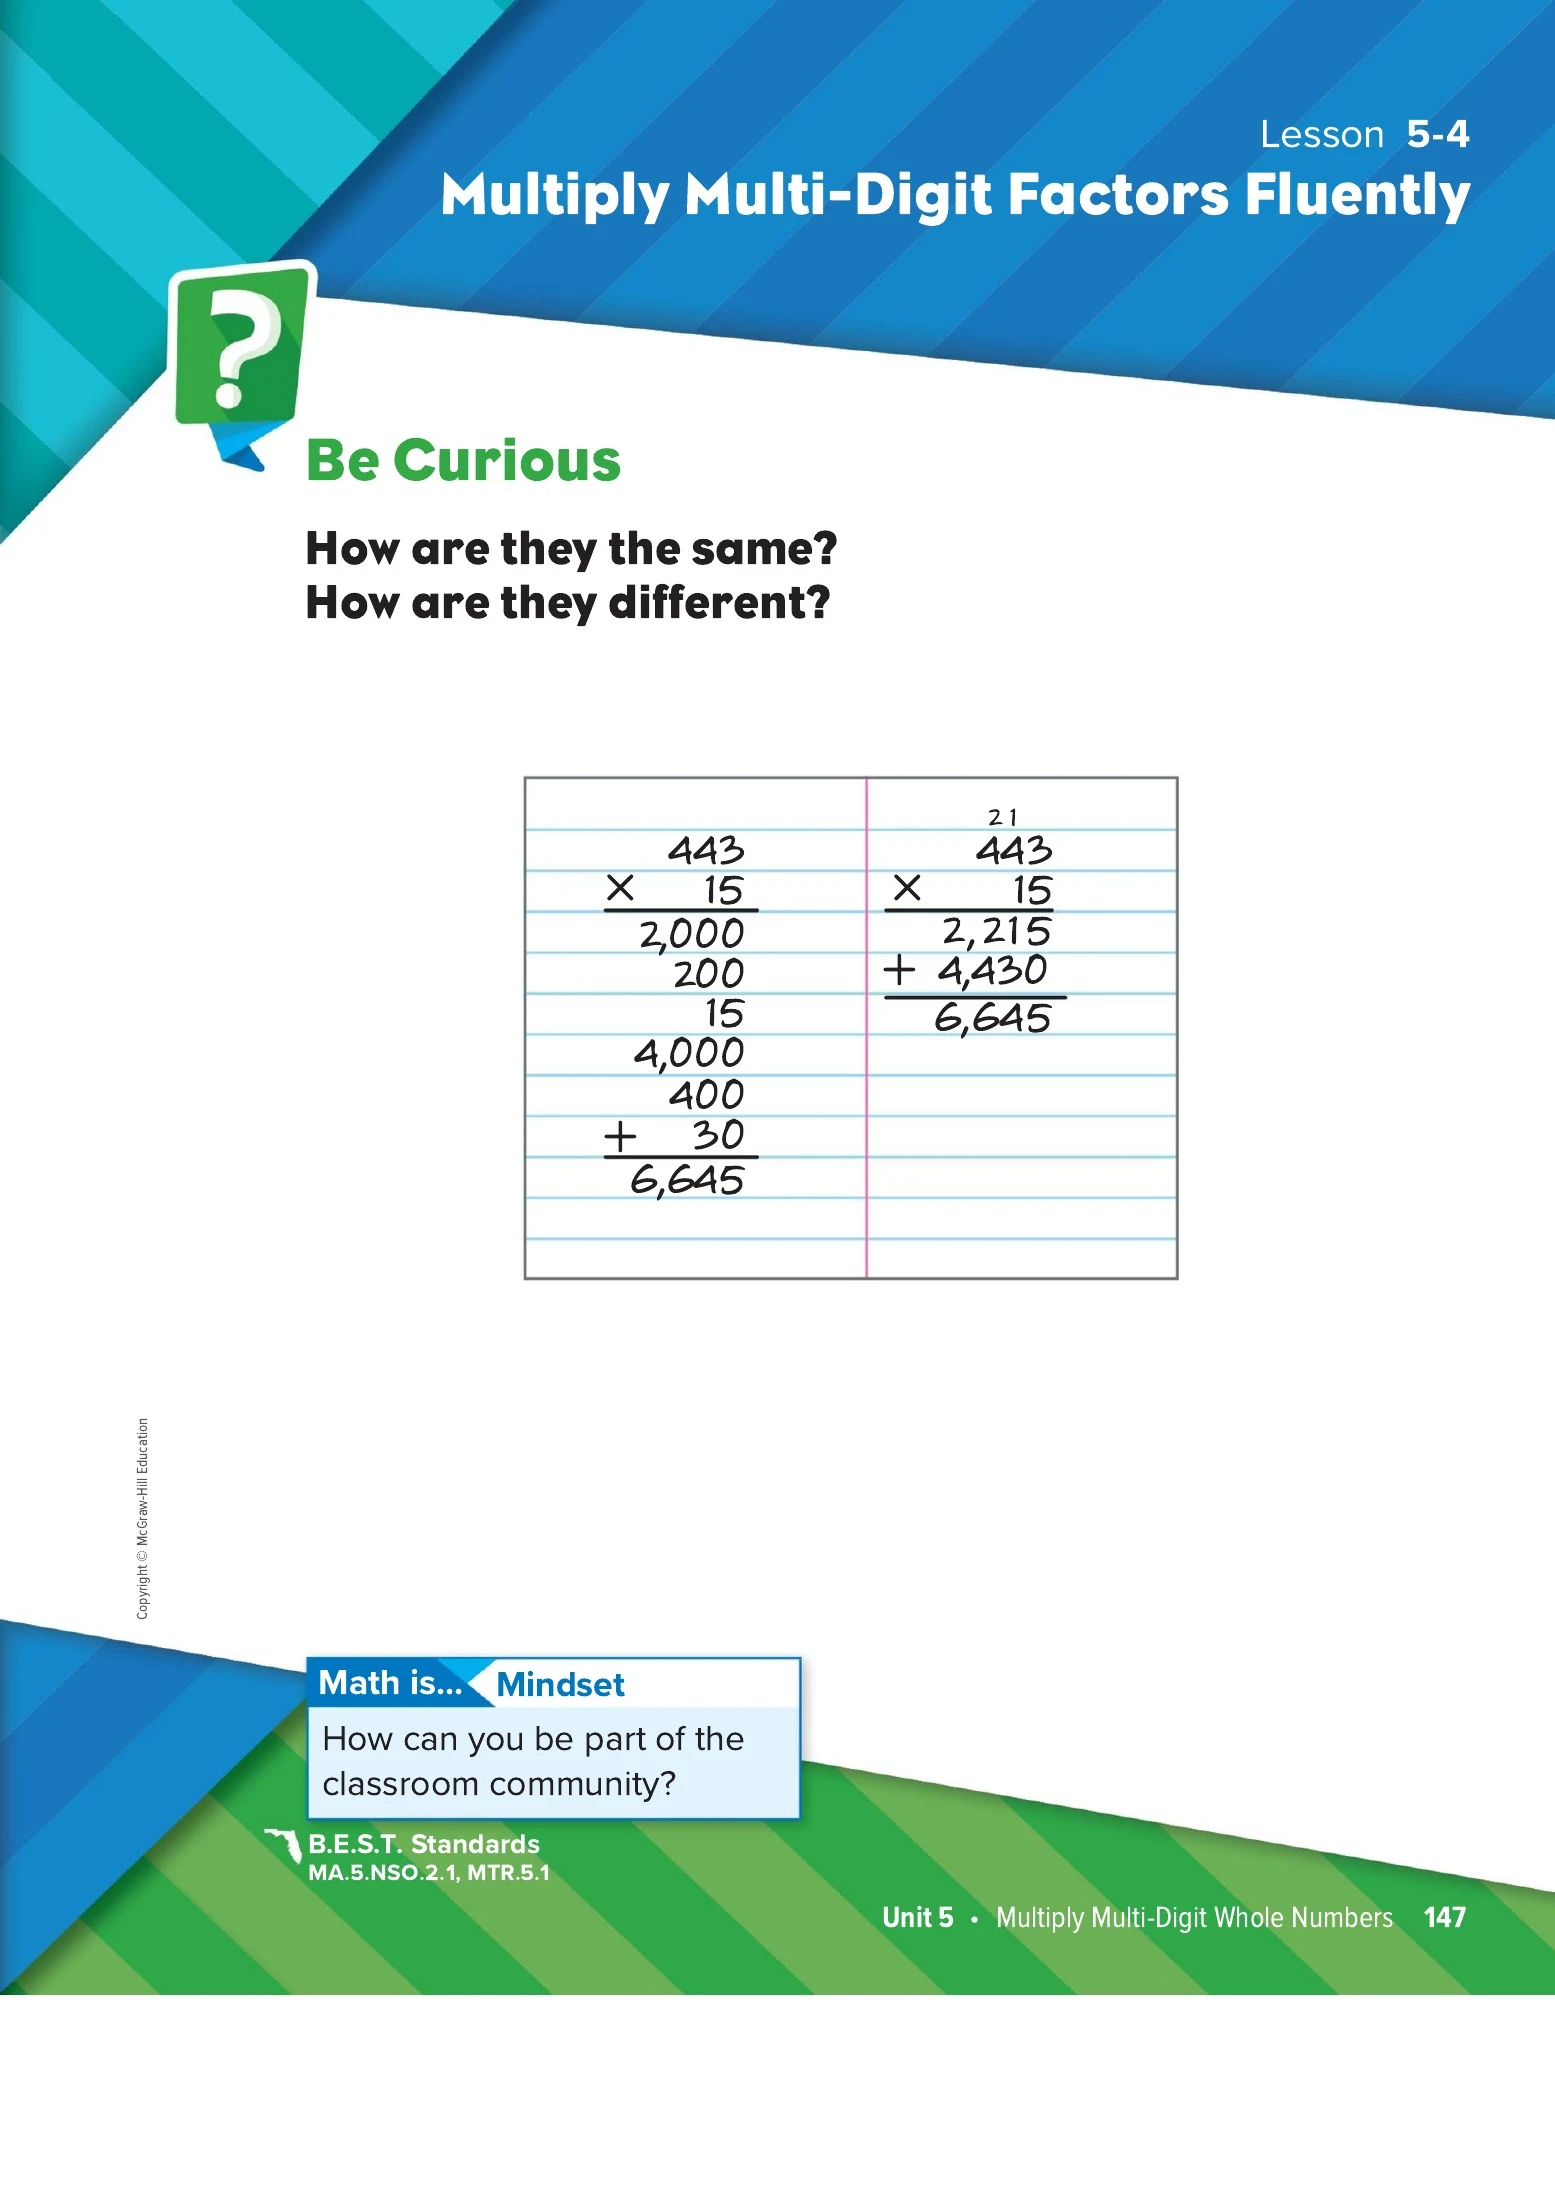 Lesson 5-4
Multiply Multi-Digit Factors Fluently
?
Be Curious
How are they the same?
How are they different?
443
× 15
2,000
200
15
4,000
400
+ 30
6,645
21
443
× 15
2,215
+ 4,430
6,645
Copyright © McGraw-Hill Education
Math is... Mindset
How can you be part of the
classroom community?
B.E.S.T. Standards
MA.5.NSO.2.1, MTR.5.1
Unit 5 • Multiply Multi-Digit Whole Numbers 147